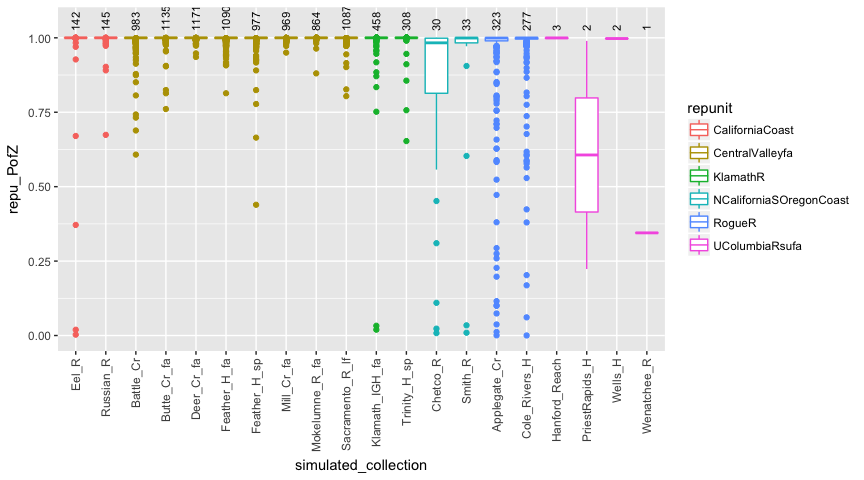 142 145 983 1135 1171 1090 977 969 864 1087 458 308 30 33 323 277 3 2 2 1
1.00
0.75
0.50
0.25
0.00
repu_PofZ
Eel_R Russian_R Battle_Cr Butte_Cr_fa Deer_Cr_fa Feather_H_fa Feather_H_sp Mill_Cr_fa Mokelumne_R_fa Sacramento_R_lf Klamath_IGH_fa Trinity_H_sp Chetco_R Smith_R Applegate_Cr Cole_Rivers_H Hanford_Reach PriestRapids_H Wells_H Wenatchee_R
simulated_collection
repunit
CaliforniaCoast
CentralValleyfa
KlamathR
NCaliforniaSOregonCoast
RogueR
UColumbiaRsufa